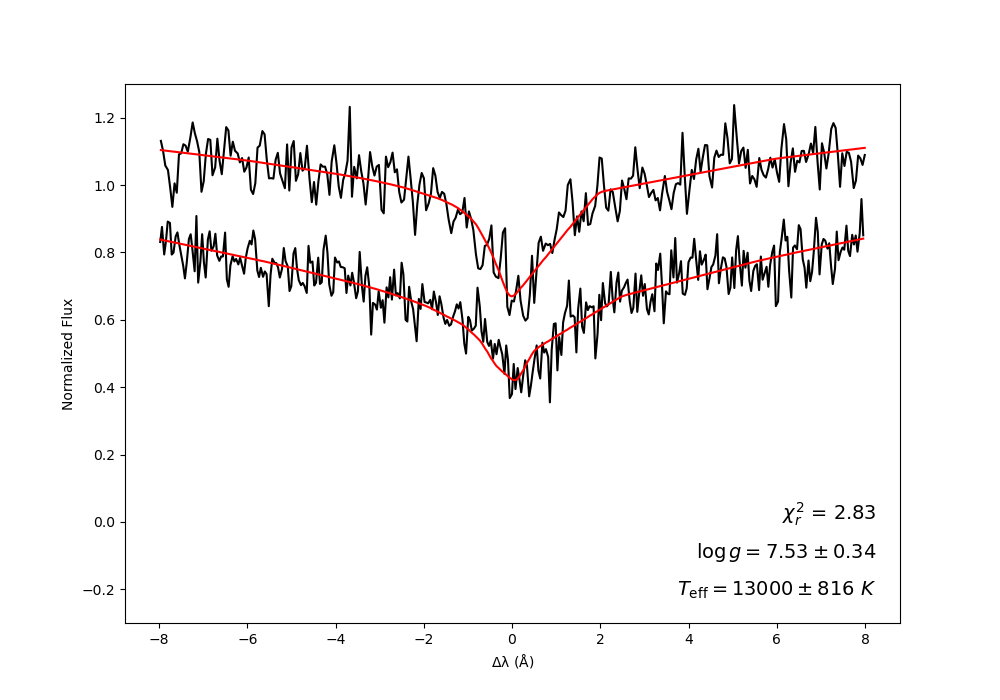 1.2
1.0
0.8
0.6
0.4
0.2
0.0
−0.2
Normalized Flux
χ²ᵣ = 2.83
log g = 7.53 ± 0.34
T_eff = 13000 ± 816 K
−8 −6 −4 −2 0 2 4 6 8
Δλ (Å)